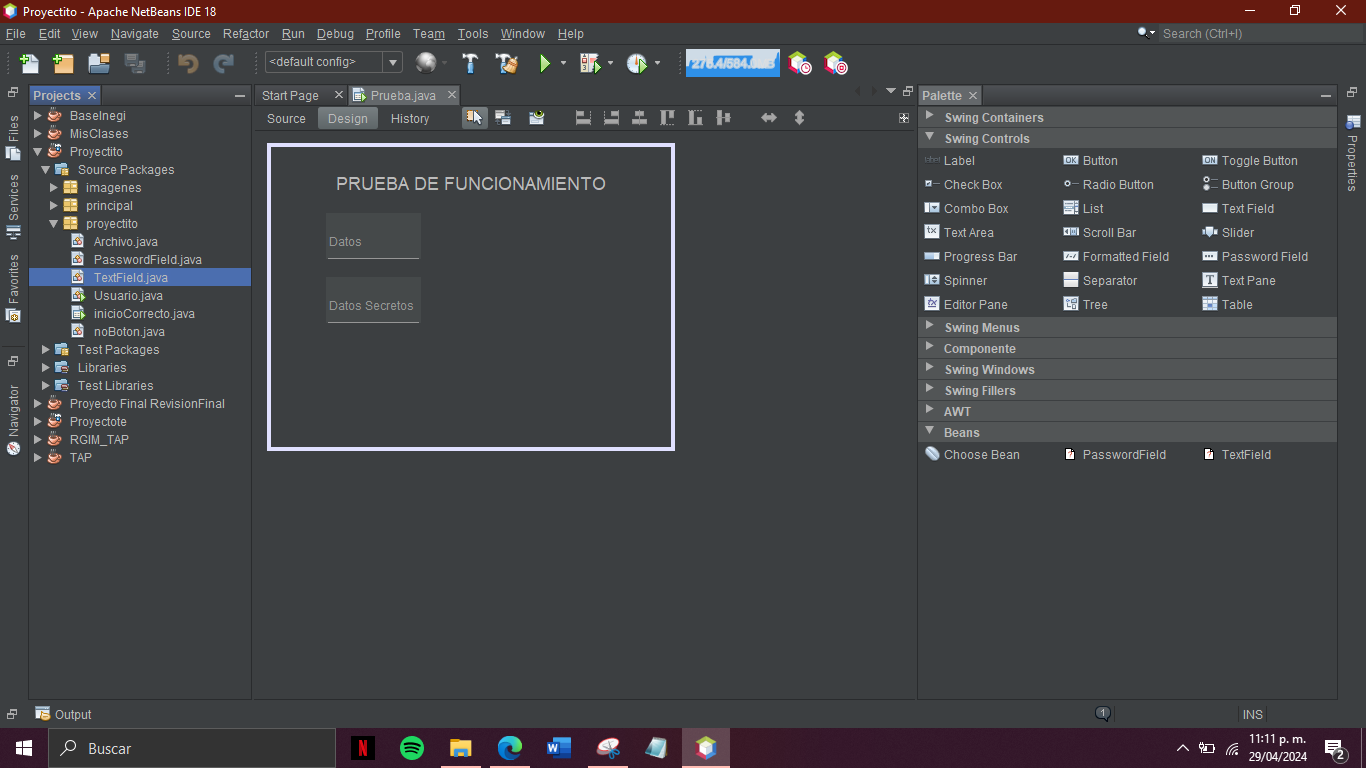 Proyectito - Apache NetBeans IDE 18
File Edit View Navigate Source Refactor Run Debug Profile Team Tools Window Help
Search (Ctrl+I)
<default config>
Files
Services
Favorites
Navigator
Projects
BaseInegi
MisClases
Proyectito
Source Packages
imagenes
principal
proyectito
Archivo.java
PasswordField.java
TextField.java
Usuario.java
inicioCorrecto.java
noBoton.java
Test Packages
Libraries
Test Libraries
Proyecto Final RevisionFinal
Proyectote
RGIM_TAP
TAP
Start Page Prueba.java
Source Design History
PRUEBA DE FUNCIONAMIENTO
Datos
Datos Secretos
Palette
Swing Containers
Swing Controls
Label OK Button ON Toggle Button
Check Box Radio Button Button Group
Combo Box List Text Field
Text Area Scroll Bar Slider
Progress Bar Formatted Field Password Field
Spinner Separator T Text Pane
Editor Pane Tree Table
Swing Menus
Componente
Swing Windows
Swing Fillers
AWT
Beans
Choose Bean PasswordField TextField
Properties
Output
1
INS
Buscar
N
W
11:11 p. m.
29/04/2024
2